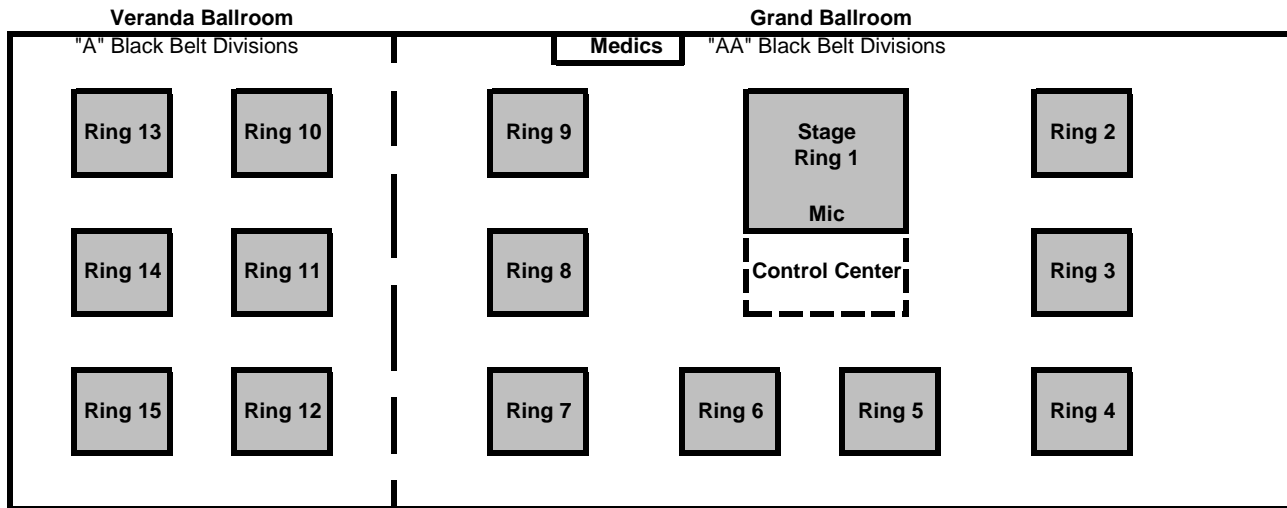 Veranda Ballroom
Grand Ballroom
"A" Black Belt Divisions
Medics
"AA" Black Belt Divisions
Ring 13
Ring 10
Ring 9
Stage
Ring 1
Mic
Ring 2
Ring 14
Ring 11
Ring 8
Control Center
Ring 3
Ring 15
Ring 12
Ring 7
Ring 6
Ring 5
Ring 4